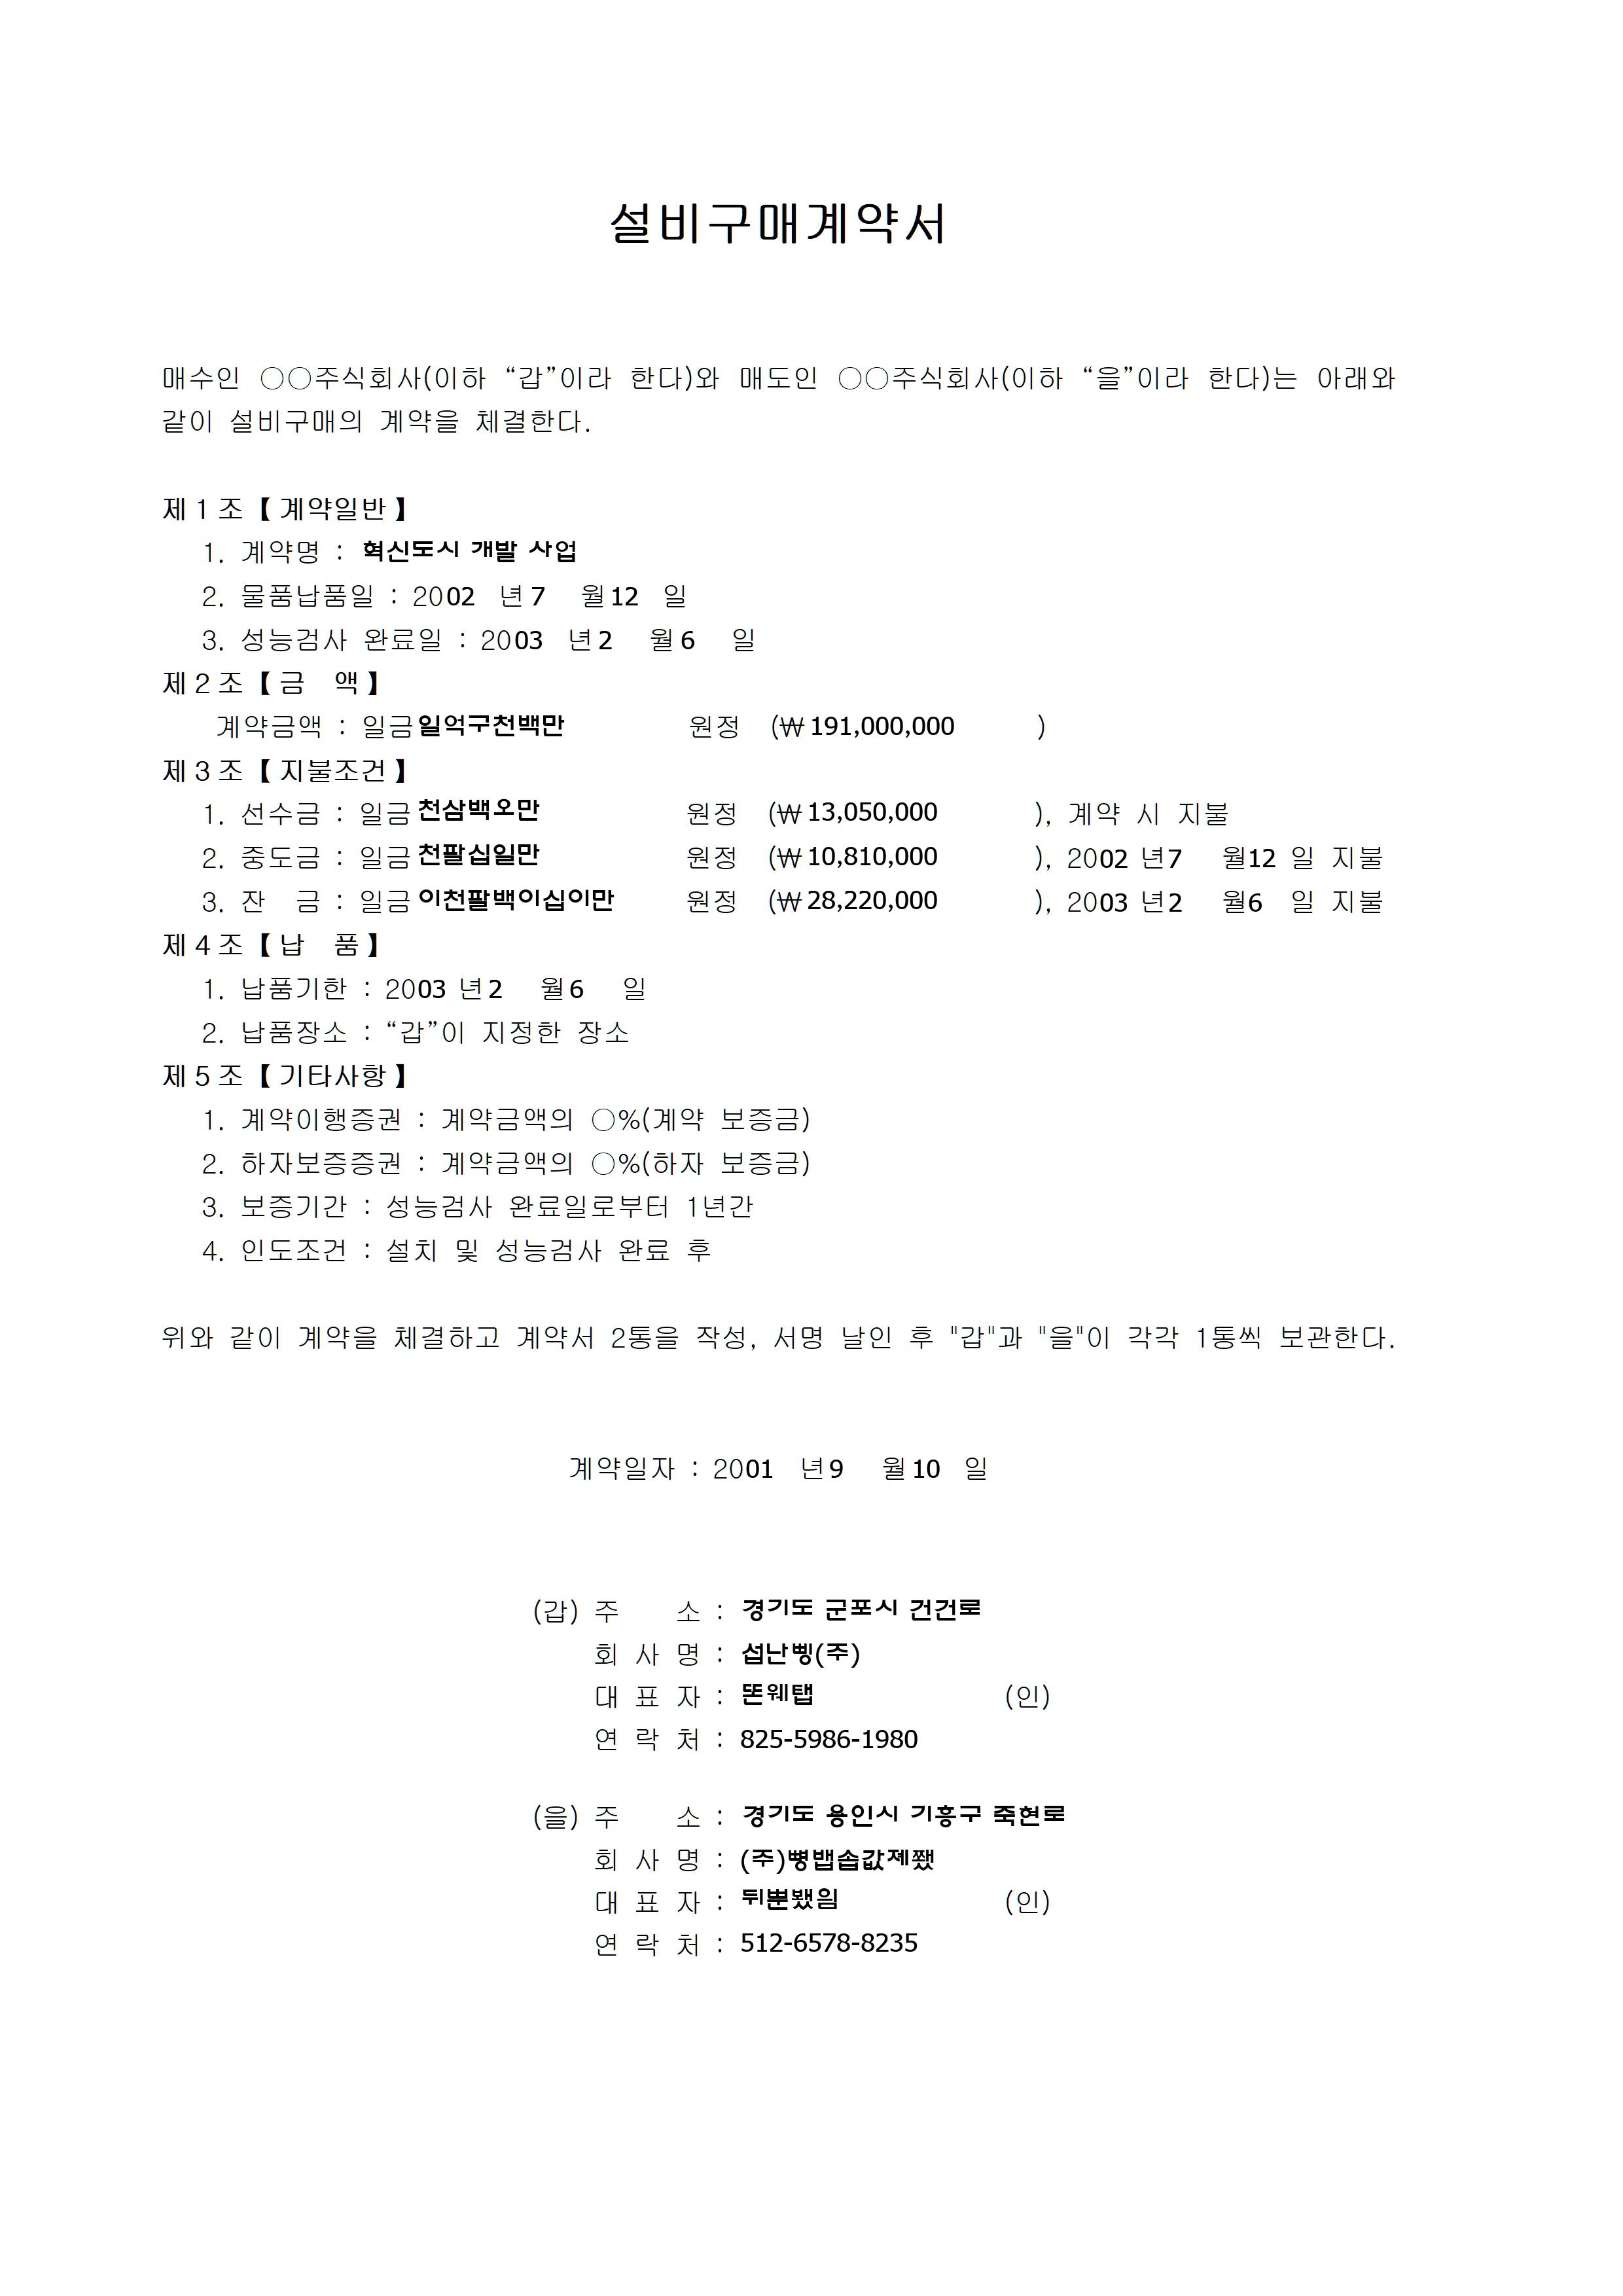 설비구매계약서
매수인 ○○주식회사(이하 “갑”이라 한다)와 매도인 ○○주식회사(이하 “을”이라 한다)는 아래와
같이 설비구매의 계약을 체결한다.
제1조【계약일반】
1. 계약명 : 혁신도시 개발 사업
2. 물품납품일 : 2002 년 7 월 12 일
3. 성능검사 완료일 : 2003 년 2 월 6 일
제2조【금 액】
계약금액 : 일금 일억구천백만 원정 (₩ 191,000,000 )
제3조【지불조건】
1. 선수금 : 일금 천삼백오만 원정 (₩ 13,050,000 ), 계약 시 지불
2. 중도금 : 일금 천팔십일만 원정 (₩ 10,810,000 ), 2002 년 7 월 12 일 지불
3. 잔 금 : 일금 이천팔백이십이만 원정 (₩ 28,220,000 ), 2003 년 2 월 6 일 지불
제4조【납 품】
1. 납품기한 : 2003 년 2 월 6 일
2. 납품장소 : “갑”이 지정한 장소
제5조【기타사항】
1. 계약이행증권 : 계약금액의 ○%(계약 보증금)
2. 하자보증증권 : 계약금액의 ○%(하자 보증금)
3. 보증기간 : 성능검사 완료일로부터 1년간
4. 인도조건 : 설치 및 성능검사 완료 후
위와 같이 계약을 체결하고 계약서 2통을 작성, 서명 날인 후 "갑"과 "을"이 각각 1통씩 보관한다.
계약일자 : 2001 년 9 월 10 일
(갑) 주 소 : 경기도 군포시 건건로
회 사 명 : 섭난삥(주)
대 표 자 : 똔웨탭 (인)
연 락 처 : 825-5986-1980
(을) 주 소 : 경기도 용인시 기흥구 죽현로
회 사 명 :
대 표 자 : (인)
연 락 처 : 512-6578-8235